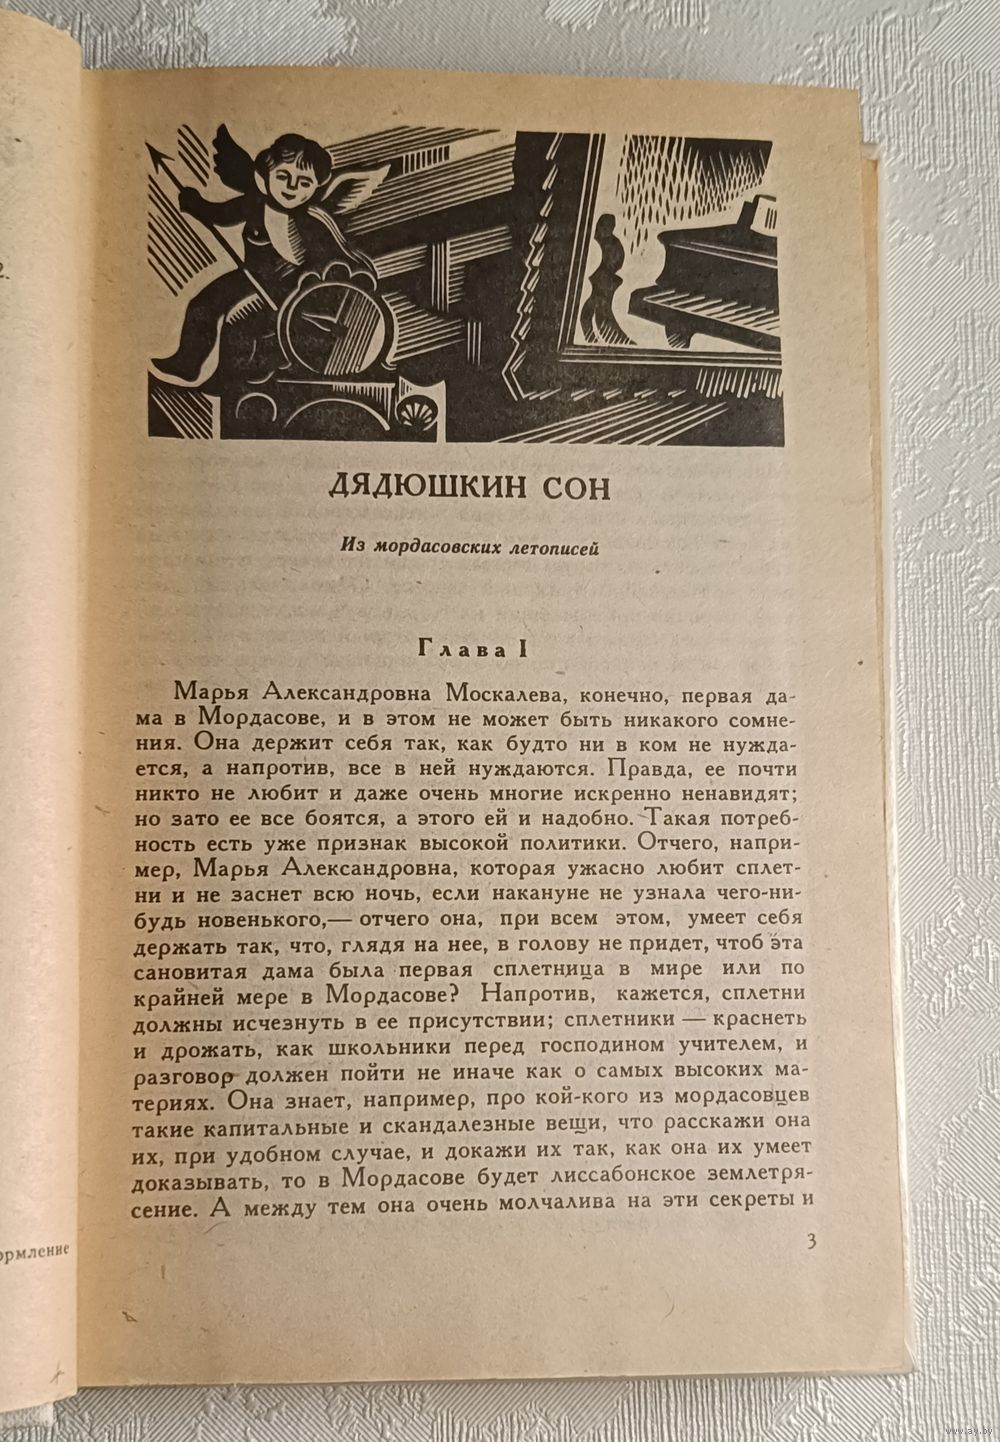 2.
ДЯДЮШКИН СОН
Из мордасовских летописей
Глава I
Марья Александровна Москалева, конечно, первая да-
ма в Мордасове, и в этом не может быть никакого сомне-
ния. Она держит себя так, как будто ни в ком не нужда-
ется, а напротив, все в ней нуждаются. Правда, ее почти
никто не любит и даже очень многие искренно ненавидят;
но зато ее все боятся, а этого ей и надобно. Такая потреб-
ность есть уже признак высокой политики. Отчего, напри-
мер, Марья Александровна, которая ужасно любит сплет-
ни и не заснет всю ночь, если накануне не узнала чего-ни-
будь новенького,— отчего она, при всем этом, умеет себя
держать так, что, глядя на нее, в голову не придет, чтоб эта
сановитая дама была первая сплетница в мире или по
крайней мере в Мордасове? Напротив, кажется, сплетни
должны исчезнуть в ее присутствии; сплетники — краснеть
и дрожать, как школьники перед господином учителем, и
разговор должен пойти не иначе как о самых высоких ма-
териях. Она знает, например, про кой-кого из мордасовцев
такие капитальные и скандалезные вещи, что расскажи она
их, при удобном случае, и докажи их так, как она их умеет
доказывать, то в Мордасове будет лиссабонское землетря-
сение. А между тем она очень молчалива на эти секреты и
3
ормление
www.ay.by